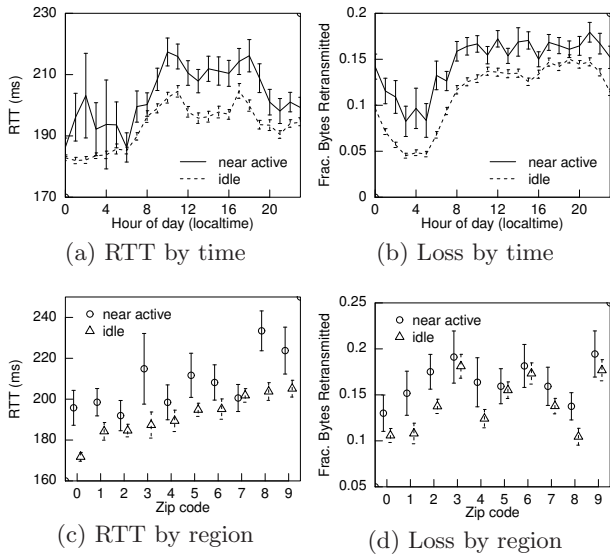 230
210
190
170
RTT (ms)
near active
idle
0 4 8 12 16 20
Hour of day (localtime)
(a) RTT by time
0.2
0.15
0.1
0.05
0
Frac. Bytes Retransmitted
near active
idle
0 4 8 12 16 20
Hour of day (localtime)
(b) Loss by time
260
240
220
200
180
160
RTT (ms)
near active
idle
0 1 2 3 4 5 6 7 8 9
Zip code
(c) RTT by region
0.25
0.2
0.15
0.1
0.05
Frac. Bytes Retransmitted
near active
idle
0 1 2 3 4 5 6 7 8 9
Zip code
(d) Loss by region